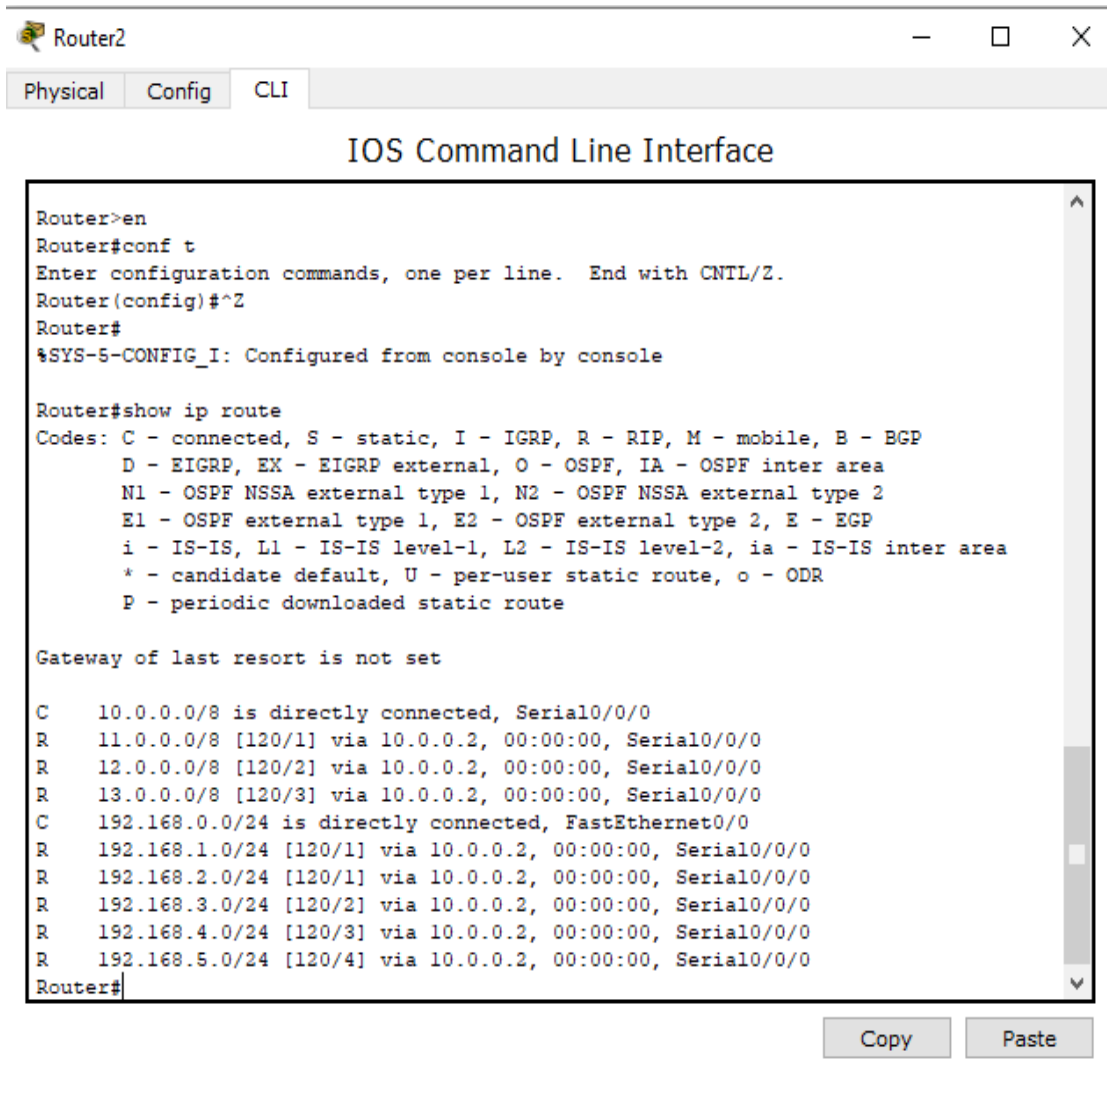 Router2
Physical Config CLI
IOS Command Line Interface
Router>en
Router#conf t
Enter configuration commands, one per line.  End with CNTL/Z.
Router(config)#^Z
Router#
%SYS-5-CONFIG_I: Configured from console by console
Router#show ip route
Codes: C - connected, S - static, I - IGRP, R - RIP, M - mobile, B - BGP
       D - EIGRP, EX - EIGRP external, O - OSPF, IA - OSPF inter area
       N1 - OSPF NSSA external type 1, N2 - OSPF NSSA external type 2
       E1 - OSPF external type 1, E2 - OSPF external type 2, E - EGP
       i - IS-IS, L1 - IS-IS level-1, L2 - IS-IS level-2, ia - IS-IS inter area
       * - candidate default, U - per-user static route, o - ODR
       P - periodic downloaded static route
Gateway of last resort is not set
C    10.0.0.0/8 is directly connected, Serial0/0/0
R    11.0.0.0/8 [120/1] via 10.0.0.2, 00:00:00, Serial0/0/0
R    12.0.0.0/8 [120/2] via 10.0.0.2, 00:00:00, Serial0/0/0
R    13.0.0.0/8 [120/3] via 10.0.0.2, 00:00:00, Serial0/0/0
C    192.168.0.0/24 is directly connected, FastEthernet0/0
R    192.168.1.0/24 [120/1] via 10.0.0.2, 00:00:00, Serial0/0/0
R    192.168.2.0/24 [120/1] via 10.0.0.2, 00:00:00, Serial0/0/0
R    192.168.3.0/24 [120/2] via 10.0.0.2, 00:00:00, Serial0/0/0
R    192.168.4.0/24 [120/3] via 10.0.0.2, 00:00:00, Serial0/0/0
R    192.168.5.0/24 [120/4] via 10.0.0.2, 00:00:00, Serial0/0/0
Router#
Copy Paste